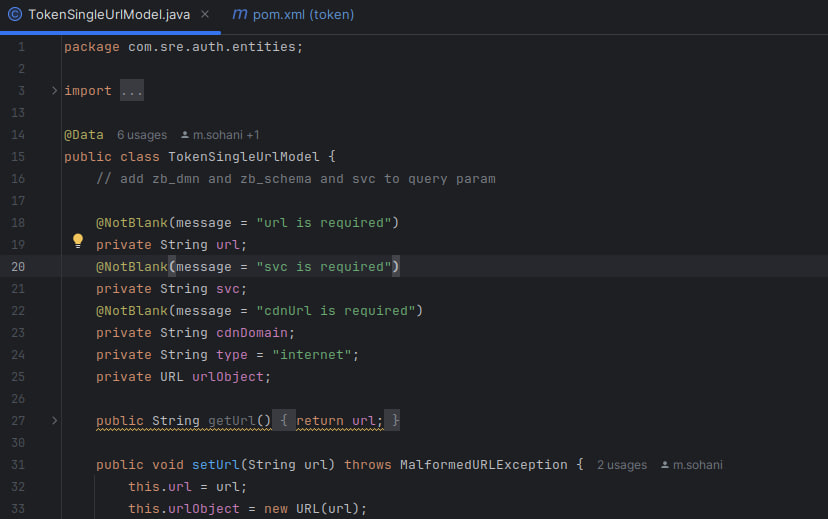 TokenSingleUrlModel.java × m pom.xml (token)
1 package com.sre.auth.entities;
2
3 import ...
13
14 @Data 6 usages m.sohani +1
15 public class TokenSingleUrlModel {
16 // add zb_dmn and zb_schema and svc to query param
17
18 @NotBlank(message = "url is required")
19 private String url;
20 @NotBlank(message = "svc is required")
21 private String svc;
22 @NotBlank(message = "cdnUrl is required")
23 private String cdnDomain;
24 private String type = "internet";
25 private URL urlObject;
26
27 public String getUrl() { return url; }
30
31 public void setUrl(String url) throws MalformedURLException { 2 usages m.sohani
32 this.url = url;
33 this.urlObject = new URL(url);